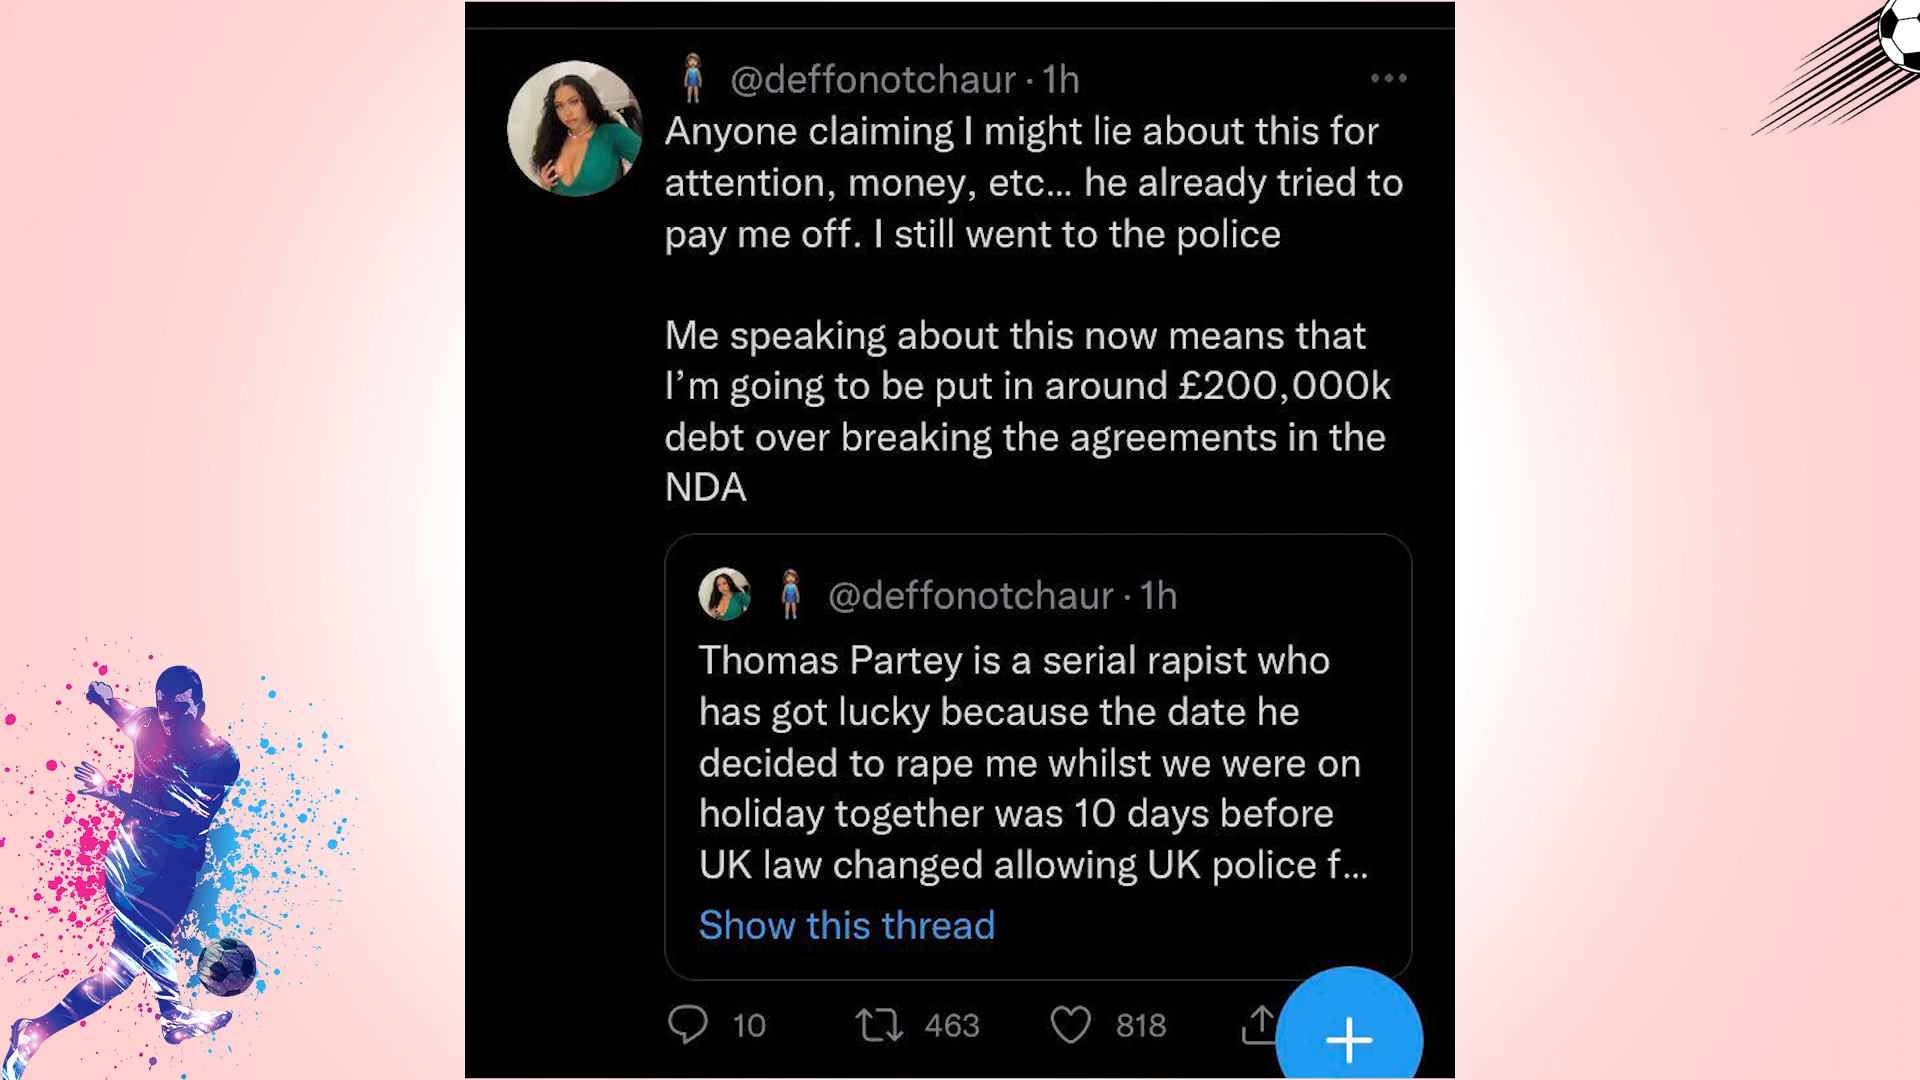 @deffonotchaur · 1h
Anyone claiming I might lie about this for
attention, money, etc... he already tried to
pay me off. I still went to the police
Me speaking about this now means that
I’m going to be put in around £200,000k
debt over breaking the agreements in the
NDA
@deffonotchaur · 1h
Thomas Partey is a serial rapist who
has got lucky because the date he
decided to rape me whilst we were on
holiday together was 10 days before
UK law changed allowing UK police f...
Show this thread
10 463 818